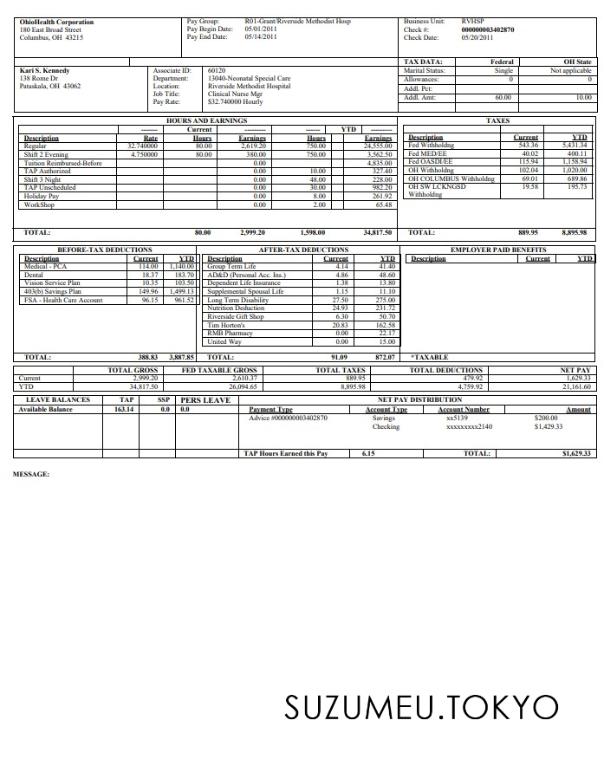 OhioHealth Corporation
180 East Broad Street
Columbus, OH 43215
Pay Group: R01-Grant/Riverside Methodist Hosp
Pay Begin Date: 05/01/2011
Pay End Date: 05/14/2011
Business Unit: RVHSP
Check #: 000000003402870
Check Date: 05/20/2011
Kari S. Kennedy
138 Rome Dr
Pataskala, OH 43062
Associate ID: 60120
Department: 13040-Neonatal Special Care
Location: Riverside Methodist Hospital
Job Title: Clinical Nurse Mgr
Pay Rate: $32.740000 Hourly
TAX DATA: Federal OH State
Marital Status: Single Not applicable
Allowances: 0 0
Addl. Pct:
Addl. Amt: 60.00 10.00
HOURS AND EARNINGS
-------- Current ---------- ------ YTD ---------
Description Rate Hours Earnings Hours Earnings
Regular 32.740000 80.00 2,619.20 750.00 24,555.00
Shift 2 Evening 4.750000 80.00 380.00 750.00 3,562.50
Tuition Reimbursed-Before 0.00 4,835.00
TAP Authorized 0.00 10.00 327.40
Shift 3 Night 0.00 48.00 228.00
TAP Unscheduled 0.00 30.00 982.20
Holiday Pay 0.00 8.00 261.92
WorkShop 0.00 2.00 65.48
TOTAL: 80.00 2,999.20 1,598.00 34,817.50
TAXES
Description Current YTD
Fed Withholdng 543.36 5,431.34
Fed MED/EE 40.02 400.11
Fed OASDI/EE 115.94 1,158.94
OH Withholdng 102.04 1,020.00
OH COLUMBUS Withholdng 69.01 689.86
OH SW LCKNGSD 19.58 195.73
Withholdng
TOTAL: 889.95 8,895.98
BEFORE-TAX DEDUCTIONS
Description Current YTD
Medical - PCA 114.00 1,140.00
Dental 18.37 183.70
Vision Service Plan 10.35 103.50
403(b) Savings Plan 149.96 1,499.13
FSA - Health Care Account 96.15 961.52
TOTAL: 388.83 3,887.85
AFTER-TAX DEDUCTIONS
Description Current YTD
Group Term Life 4.14 41.40
AD&D (Personal Acc. Ins.) 4.86 48.60
Dependent Life Insurance 1.38 13.80
Supplemental Spousal Life 1.15 11.10
Long Term Disability 27.50 275.00
Nutrition Deduction 24.93 231.72
Riverside Gift Shop 6.30 50.70
Tim Horton's 20.83 162.58
RMB Pharmacy 0.00 22.17
United Way 0.00 15.00
TOTAL: 91.09 872.07
EMPLOYER PAID BENEFITS
Description Current YTD
*TAXABLE
TOTAL GROSS FED TAXABLE GROSS TOTAL TAXES TOTAL DEDUCTIONS NET PAY
Current 2,999.20 2,610.37 889.95 479.92 1,629.33
YTD 34,817.50 26,094.65 8,895.98 4,759.92 21,161.60
LEAVE BALANCES TAP SSP PERS LEAVE
Available Balance 163.14 0.0 0.0
NET PAY DISTRIBUTION
Payment Type Account Type Account Number Amount
Advice #000000003402870 Savings xx5139 $200.00
Checking xxxxxxxxx2140 $1,429.33
TAP Hours Earned this Pay 6.15 TOTAL: $1,629.33
MESSAGE:
SUZUMEU.TOKYO